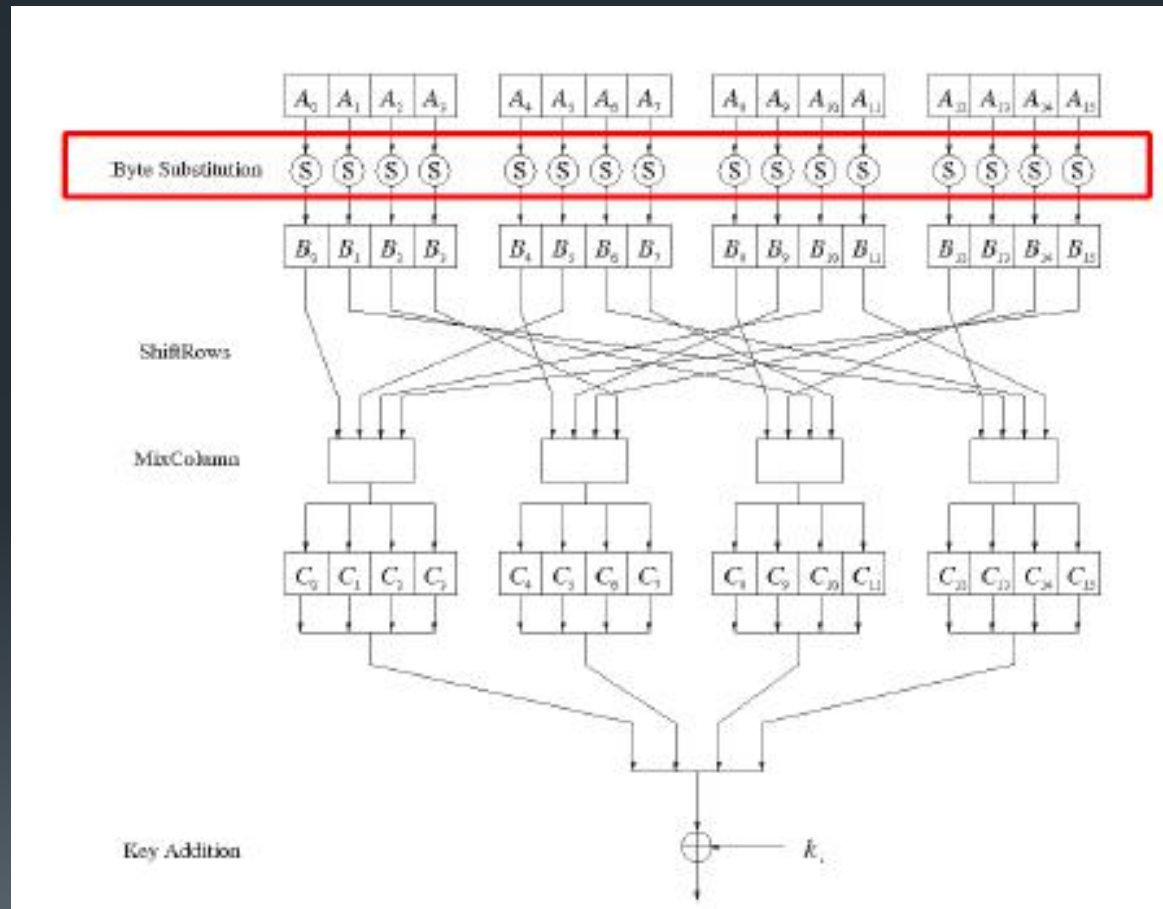 A₀ A₁ A₂ A₃ A₄ A₅ A₆ A₇ A₈ A₉ A₁₀ A₁₁ A₁₂ A₁₃ A₁₄ A₁₅
Byte Substitution S S S S S S S S S S S S S S S S
B₀ B₁ B₂ B₃ B₄ B₅ B₆ B₇ B₈ B₉ B₁₀ B₁₁ B₁₂ B₁₃ B₁₄ B₁₅
ShiftRows
MixColumn
C₀ C₁ C₂ C₃ C₄ C₅ C₆ C₇ C₈ C₉ C₁₀ C₁₁ C₁₂ C₁₃ C₁₄ C₁₅
Key Addition kᵢ